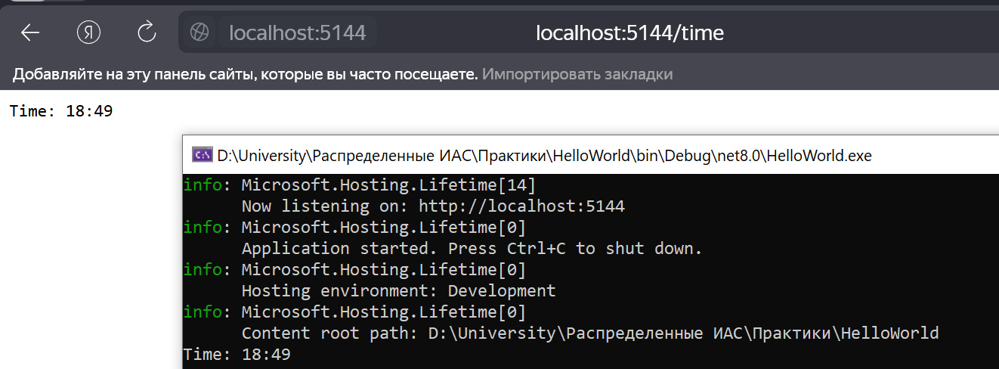 Я localhost:5144 localhost:5144/time
Добавляйте на эту панель сайты, которые вы часто посещаете. Импортировать закладки
Time: 18:49
C:\ D:\University\Распределенные ИАС\Практики\HelloWorld\bin\Debug\net8.0\HelloWorld.exe
info: Microsoft.Hosting.Lifetime[14]
Now listening on: http://localhost:5144
info: Microsoft.Hosting.Lifetime[0]
Application started. Press Ctrl+C to shut down.
info: Microsoft.Hosting.Lifetime[0]
Hosting environment: Development
info: Microsoft.Hosting.Lifetime[0]
Content root path: D:\University\Распределенные ИАС\Практики\HelloWorld
Time: 18:49